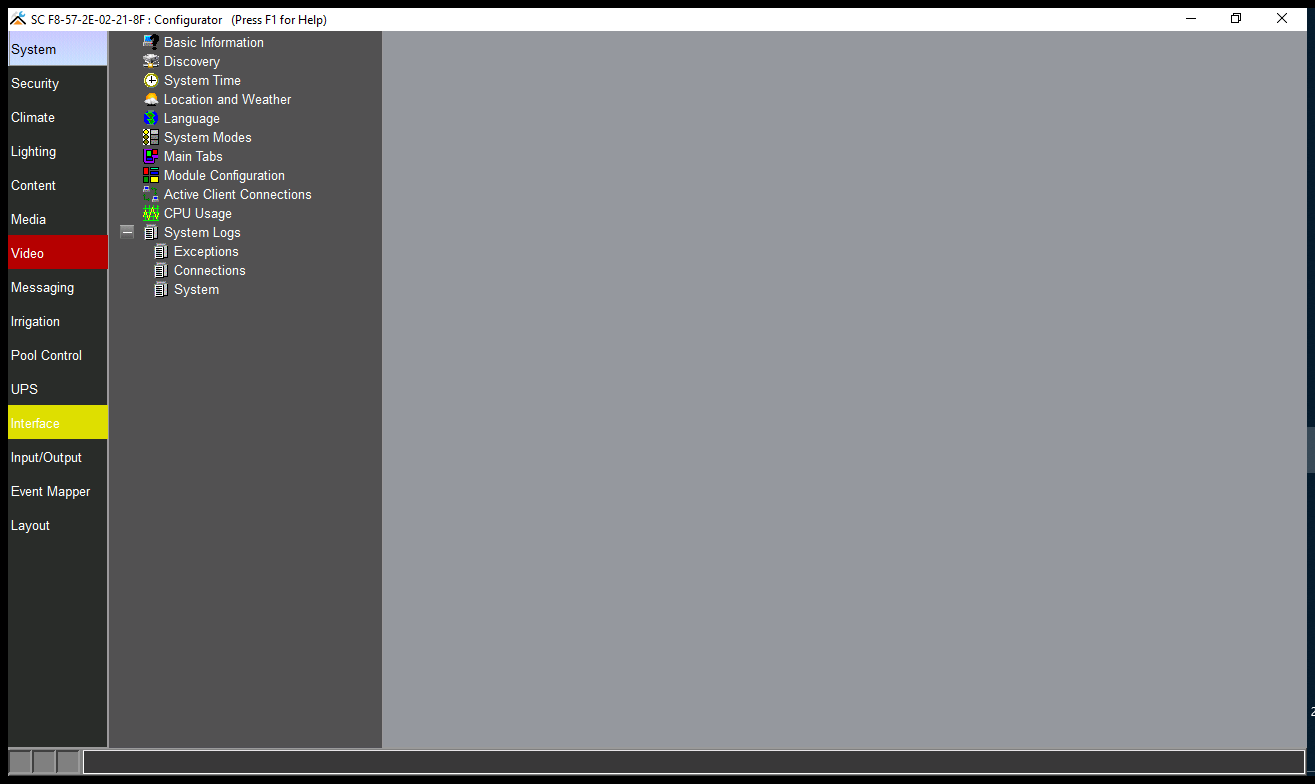 SC F8-57-2E-02-21-8F : Configurator (Press F1 for Help)
System
Security
Climate
Lighting
Content
Media
Video
Messaging
Irrigation
Pool Control
UPS
Interface
Input/Output
Event Mapper
Layout
Basic Information
Discovery
System Time
Location and Weather
Language
System Modes
Main Tabs
Module Configuration
Active Client Connections
CPU Usage
System Logs
Exceptions
Connections
System